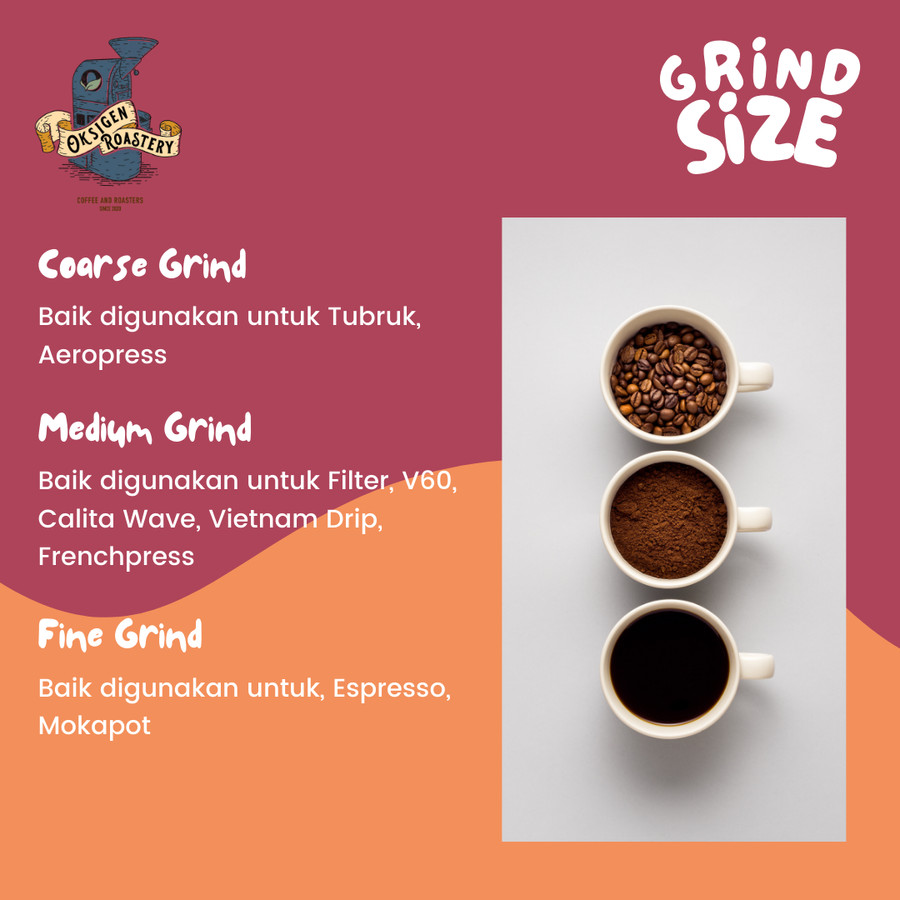 OKSIGEN
ROASTERY
COFFEE AND ROASTERS
SINCE 2020
GRiND
SiZE
Coarse Grind
Baik digunakan untuk Tubruk,
Aeropress
Medium Grind
Baik digunakan untuk Filter, V60,
Calita Wave, Vietnam Drip,
Frenchpress
Fine Grind
Baik digunakan untuk, Espresso,
Mokapot